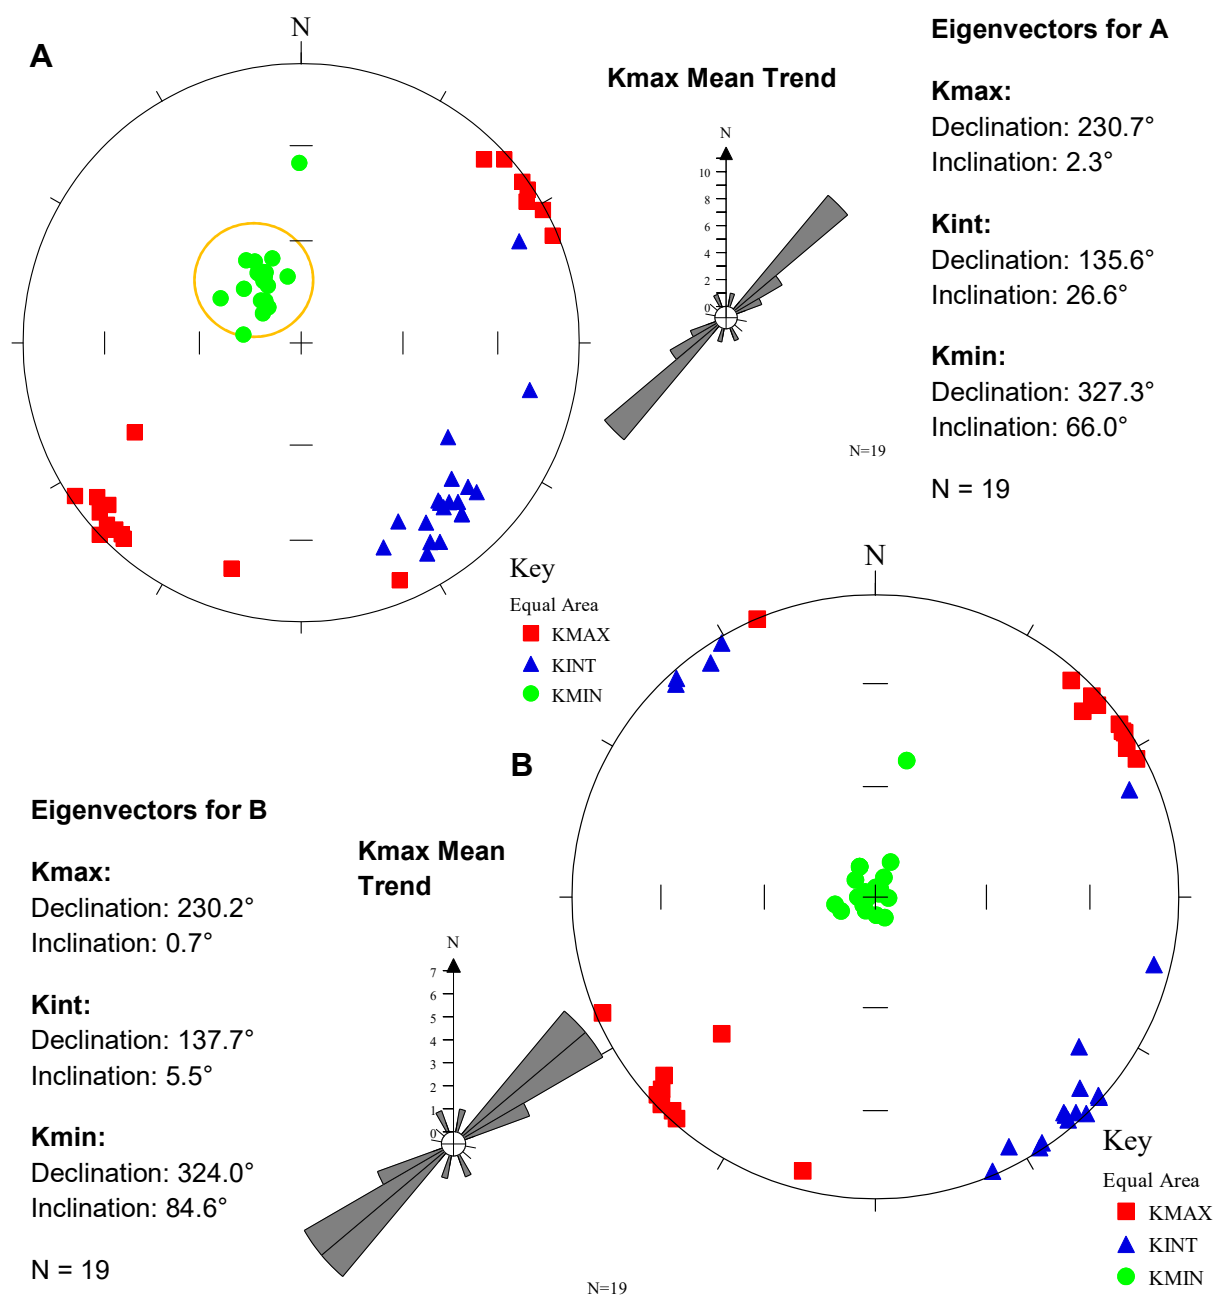 A
N
Kmax Mean Trend
N
10
8
6
4
2
0
N=19
Eigenvectors for A
Kmax:
Declination: 230.7°
Inclination: 2.3°
Kint:
Declination: 135.6°
Inclination: 26.6°
Kmin:
Declination: 327.3°
Inclination: 66.0°
N = 19
Key
Equal Area
KMAX
KINT
KMIN
B
N
Eigenvectors for B
Kmax:
Declination: 230.2°
Inclination: 0.7°
Kint:
Declination: 137.7°
Inclination: 5.5°
Kmin:
Declination: 324.0°
Inclination: 84.6°
N = 19
Kmax Mean
Trend
N
7
6
5
4
3
2
1
0
N=19
Key
Equal Area
KMAX
KINT
KMIN